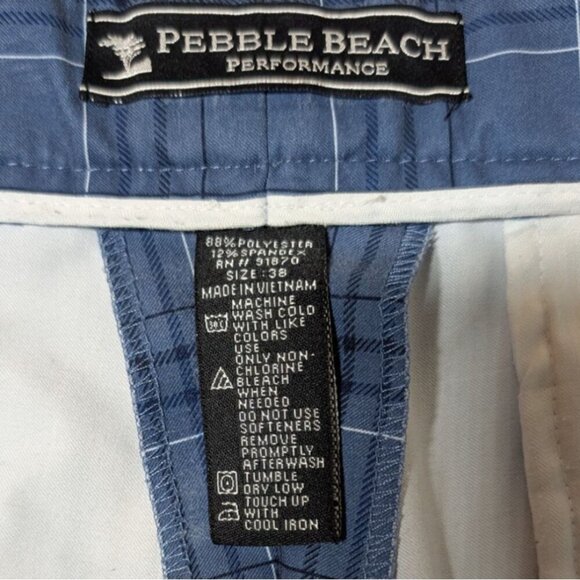 PEBBLE BEACH
PERFORMANCE
88% POLYESTER
12% SPANDEX
RN # 91870
SIZE : 38
MADE IN VIETNAM
MACHINE
30°C WASH COLD
WITH LIKE
COLORS
USE
ONLY NON-
CHLORINE
BLEACH
WHEN
NEEDED
DO NOT USE
SOFTENERS
REMOVE
PROMPTLY
AFTERWASH
TUMBLE
DRY LOW
TOUCH UP
WITH
COOL IRON